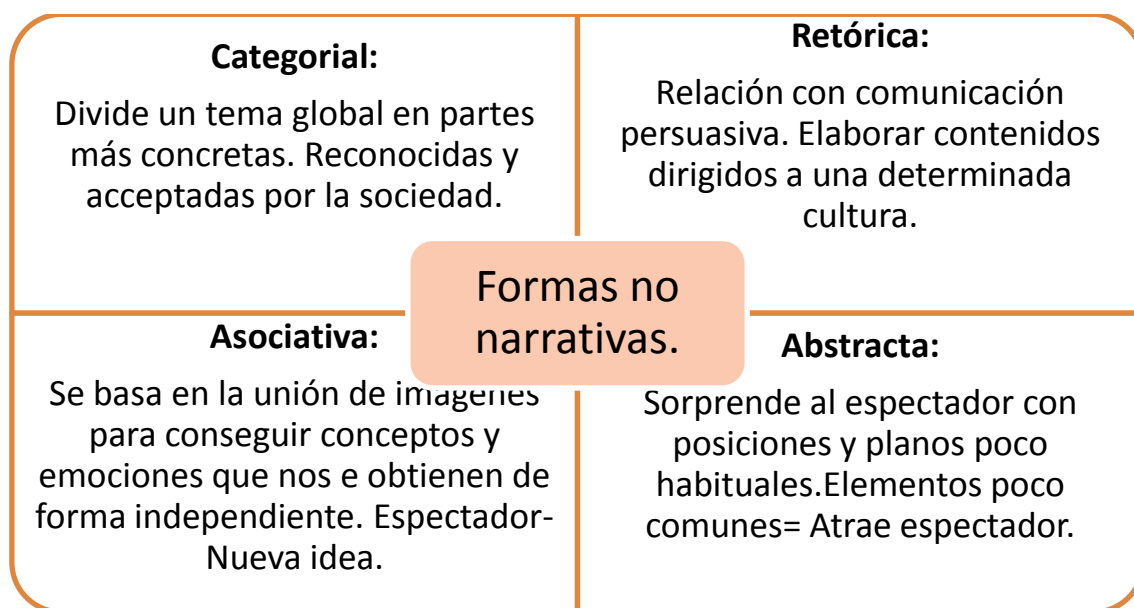 Categorial:
Divide un tema global en partes
más concretas. Reconocidas y
acceptadas por la sociedad.
Retórica:
Relación con comunicación
persuasiva. Elaborar contenidos
dirigidos a una determinada
cultura.
Formas no
narrativas.
Asociativa:
Se basa en la unión de imágenes
para conseguir conceptos y
emociones que nos e obtienen de
forma independiente. Espectador-
Nueva idea.
Abstracta:
Sorprende al espectador con
posiciones y planos poco
habituales.Elementos poco
comunes= Atrae espectador.